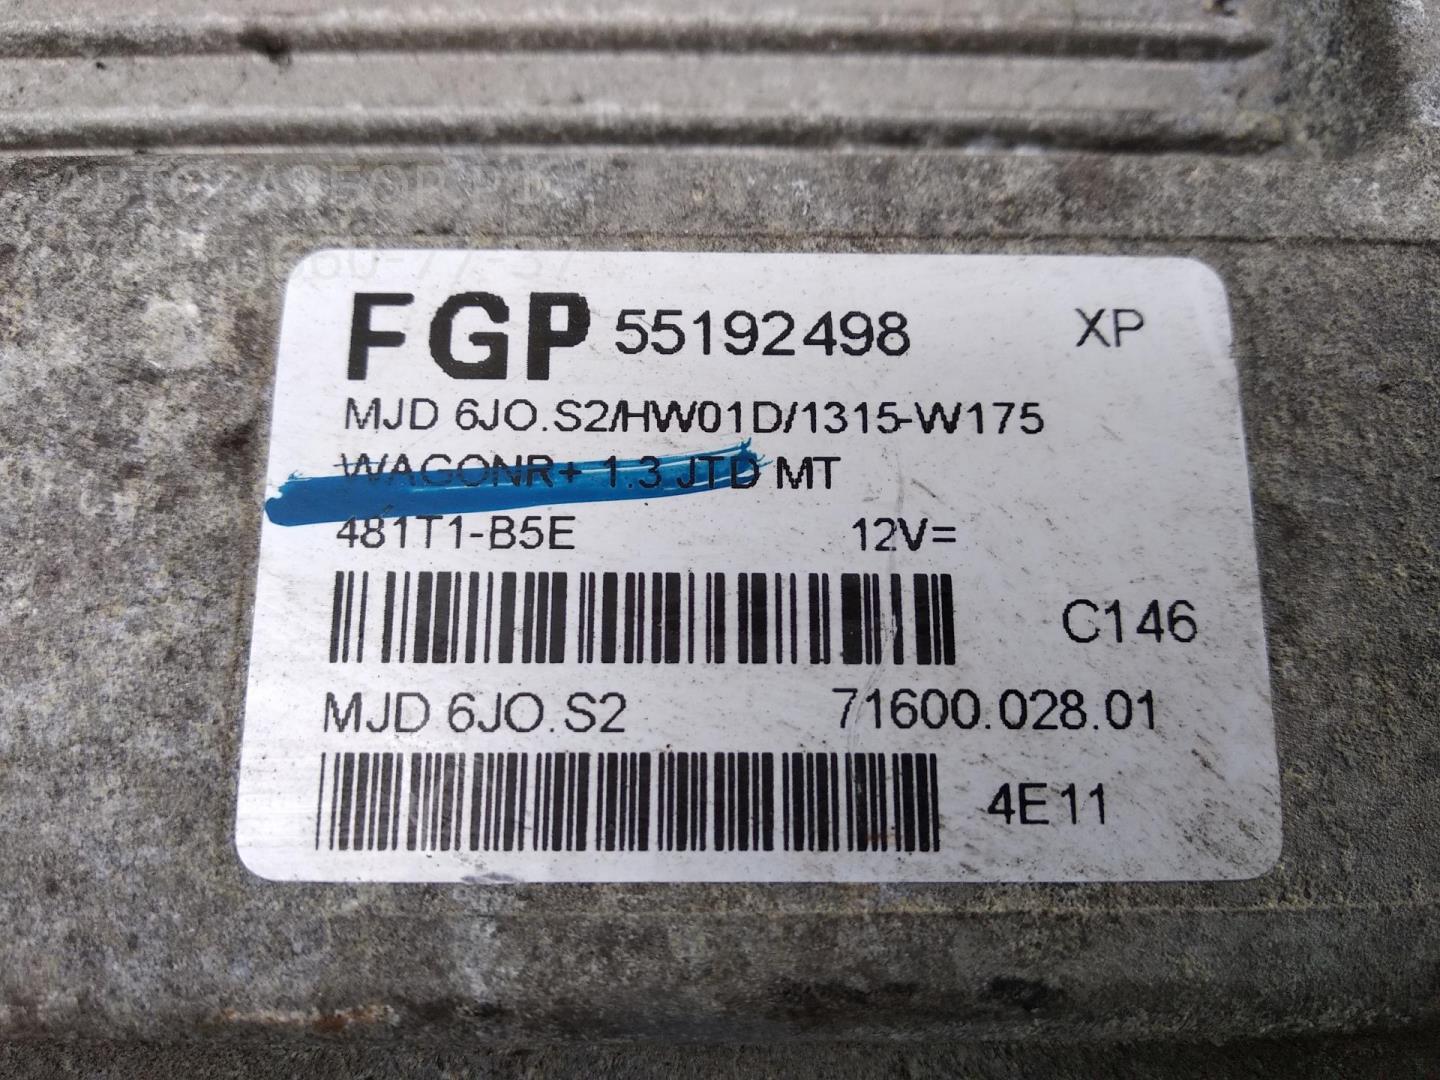 FGP 55192498 XP
MJD 6JO.S2/HW01D/1315-W175
WAGONR+ 1.3 JTD MT
481T1-B5E 12V=
C146
MJD 6JO.S2 71600.028.01
4E11